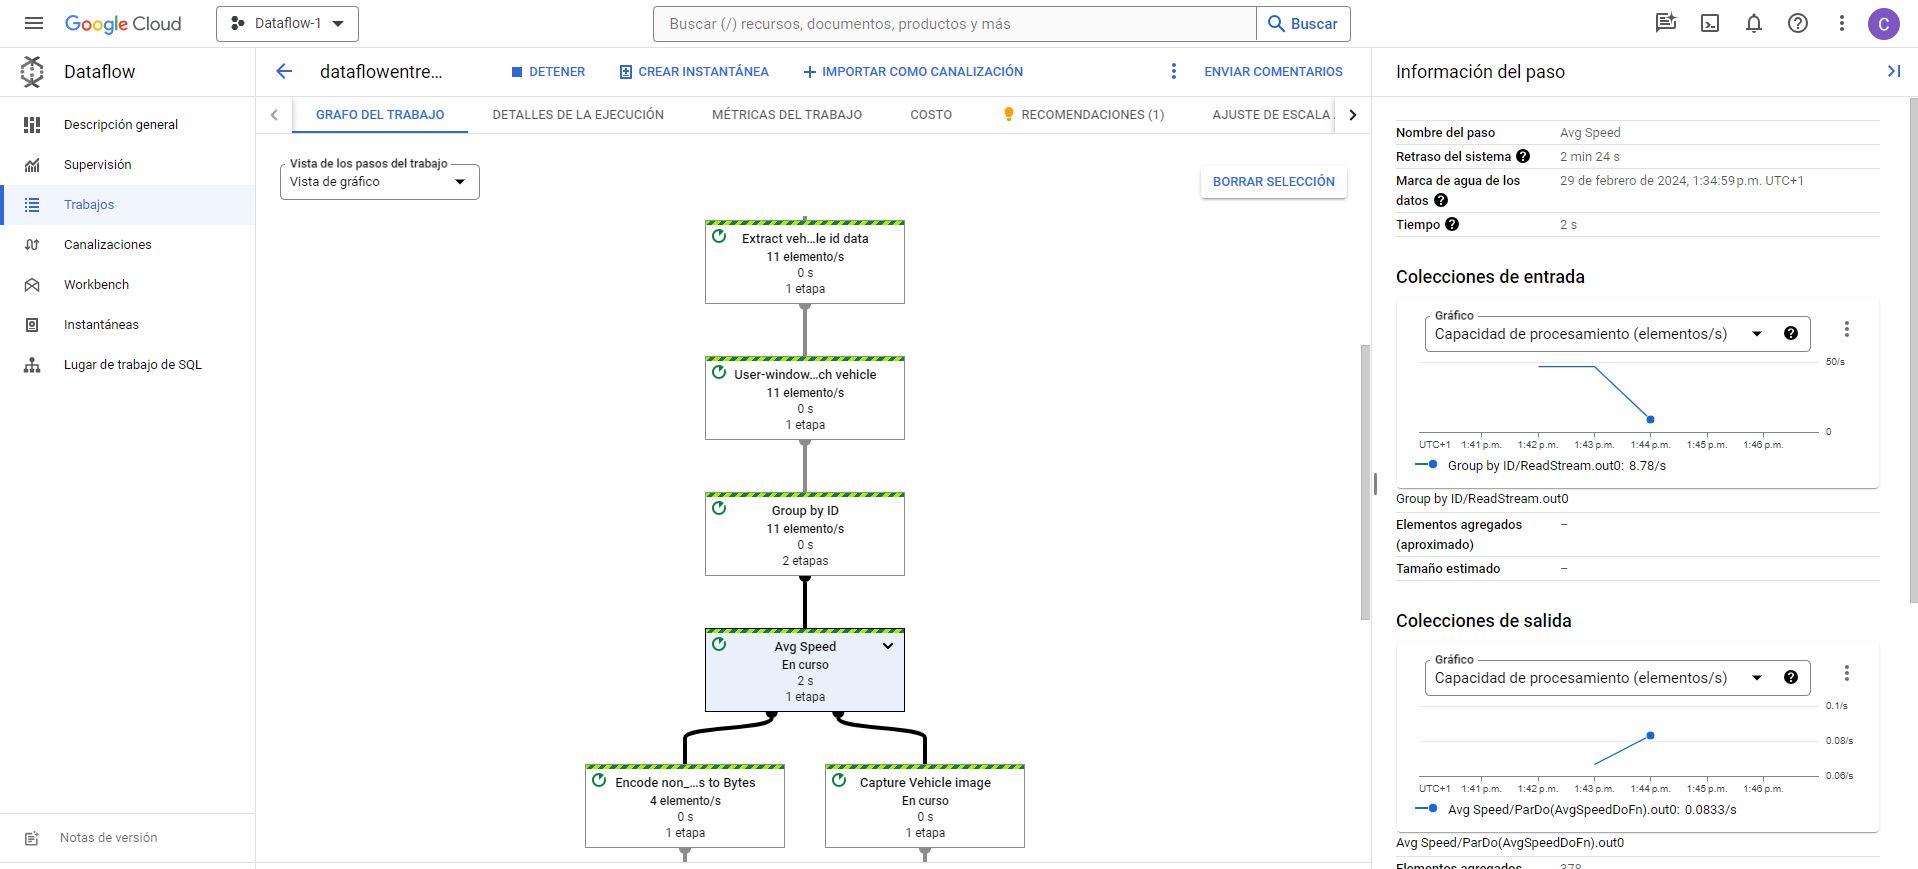 Google Cloud
Dataflow-1
Buscar (/) recursos, documentos, productos y más
Buscar
C
Dataflow
dataflowentre...
DETENER
CREAR INSTANTÁNEA
IMPORTAR COMO CANALIZACIÓN
ENVIAR COMENTARIOS
Información del paso
Descripción general
Supervisión
Trabajos
Canalizaciones
Workbench
Instantáneas
Lugar de trabajo de SQL
Notas de versión
GRAFO DEL TRABAJO
DETALLES DE LA EJECUCIÓN
MÉTRICAS DEL TRABAJO
COSTO
RECOMENDACIONES (1)
AJUSTE DE ESCALA
Vista de los pasos del trabajo
Vista de gráfico
BORRAR SELECCIÓN
Extract veh...le id data
11 elemento/s
0 s
1 etapa
User-window...ch vehicle
11 elemento/s
0 s
1 etapa
Group by ID
11 elemento/s
0 s
2 etapas
Avg Speed
En curso
2 s
1 etapa
Encode non_...s to Bytes
4 elemento/s
0 s
1 etapa
Capture Vehicle image
En curso
0 s
1 etapa
Nombre del paso Avg Speed
Retraso del sistema 2 min 24 s
Marca de agua de los datos 29 de febrero de 2024, 1:34:59 p.m. UTC+1
Tiempo 2 s
Colecciones de entrada
Gráfico
Capacidad de procesamiento (elementos/s)
50/s
0
UTC+1 1:41 p.m. 1:42 p.m. 1:43 p.m. 1:44 p.m. 1:45 p.m. 1:46 p.m.
Group by ID/ReadStream.out0: 8.78/s
Group by ID/ReadStream.out0
Elementos agregados (aproximado) –
Tamaño estimado –
Colecciones de salida
Gráfico
Capacidad de procesamiento (elementos/s)
0.1/s
0.08/s
0.06/s
UTC+1 1:41 p.m. 1:42 p.m. 1:43 p.m. 1:44 p.m. 1:45 p.m. 1:46 p.m.
Avg Speed/ParDo(AvgSpeedDoFn).out0: 0.0833/s
Avg Speed/ParDo(AvgSpeedDoFn).out0
Elementos agregados 378